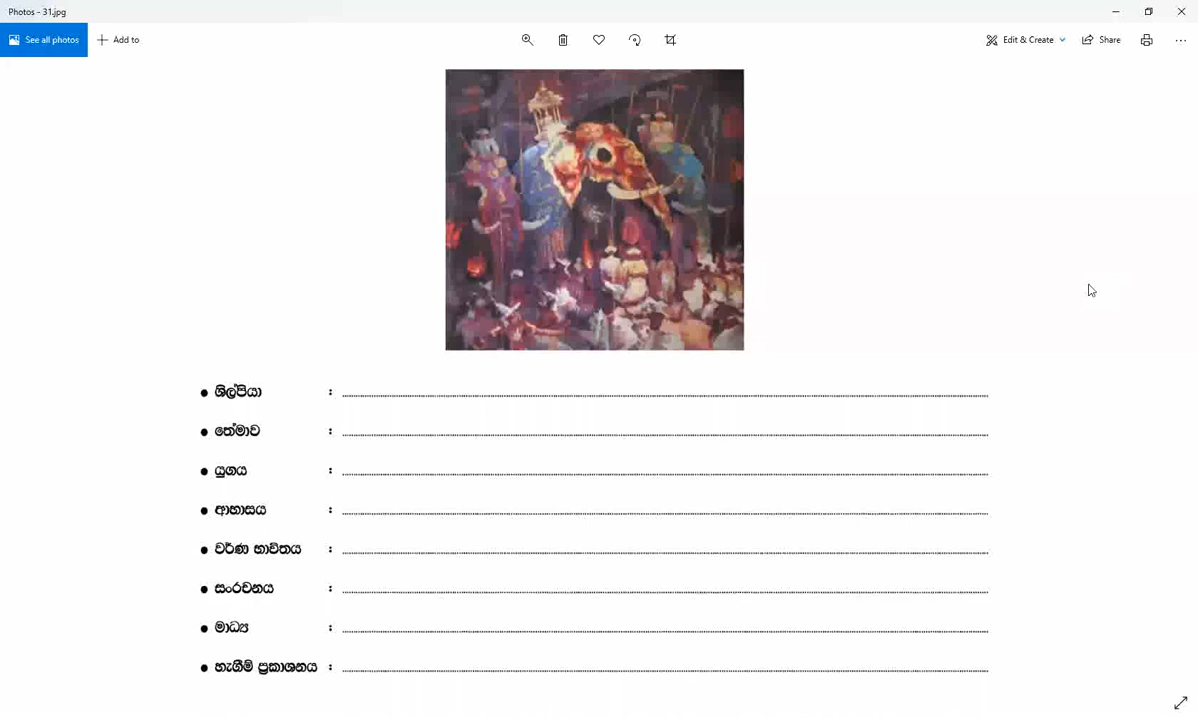 Photos - 31.jpg
See all photos
Add to
Edit & Create
Share
● ශිල්පියා : ........................................
● තේමාව : ........................................
● යුගය : ........................................
● ආභාසය : ........................................
● වර්ණ භාවිතය : ........................................
● සංරචනය : ........................................
● මාධ්‍ය : ........................................
● හැගීම් ප්‍රකාශනය : ........................................